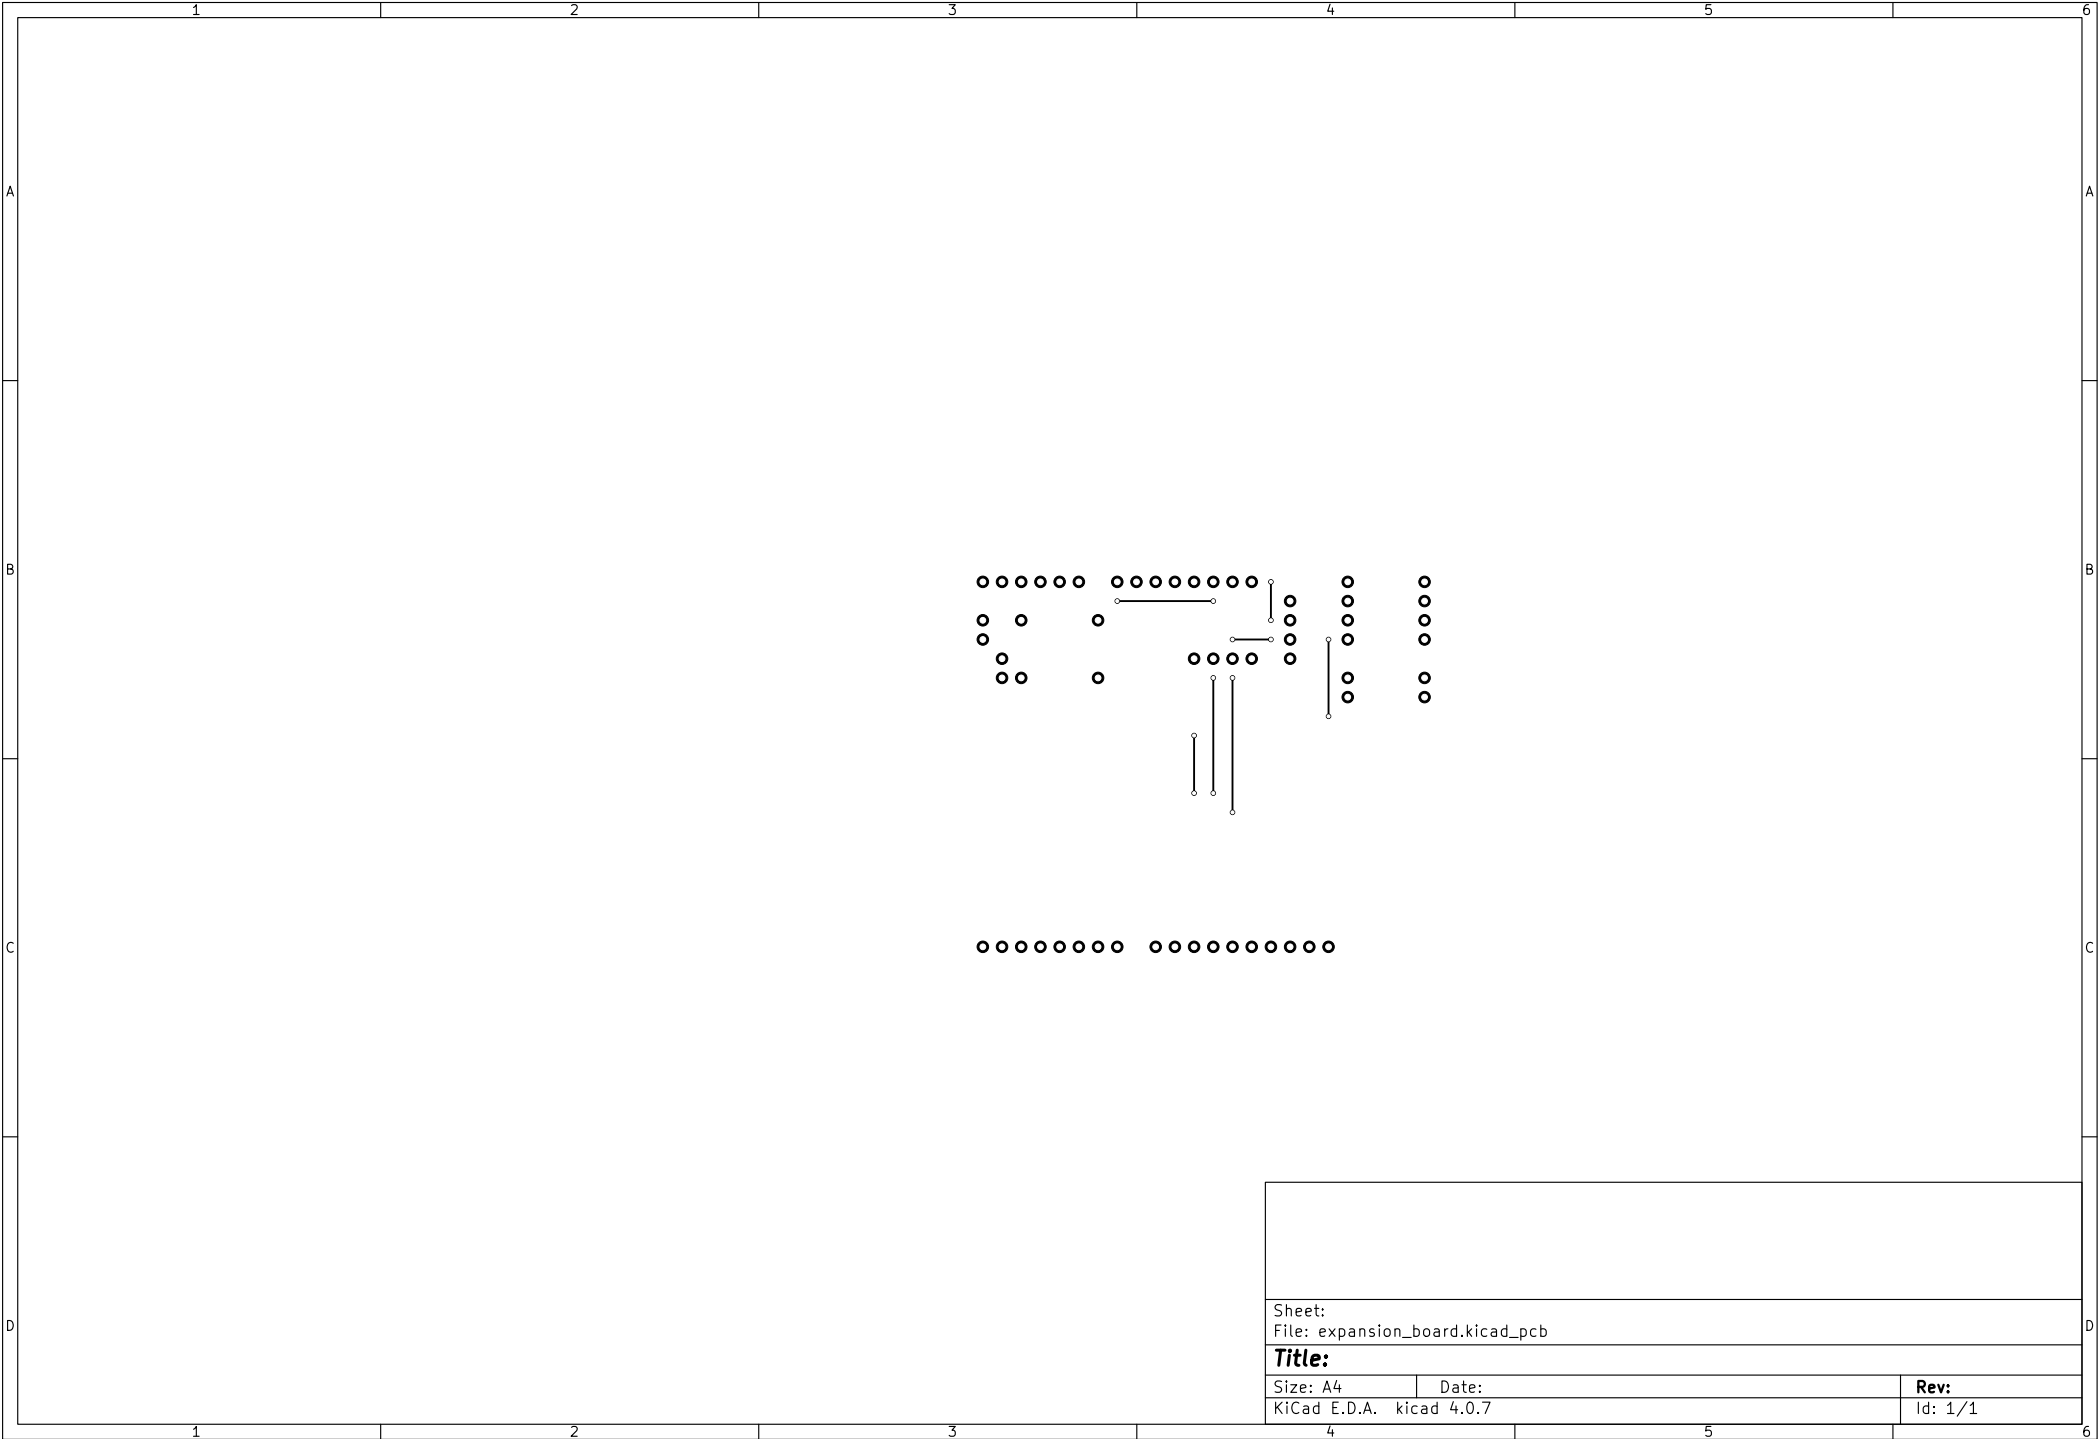 1 2 3 4 5 6
A A
B B
C C
Sheet:
File: expansion_board.kicad_pcb
D D
Title:
Size: A4 Date: Rev:
KiCad E.D.A. kicad 4.0.7 Id: 1/1
1 2 3 4 5 6